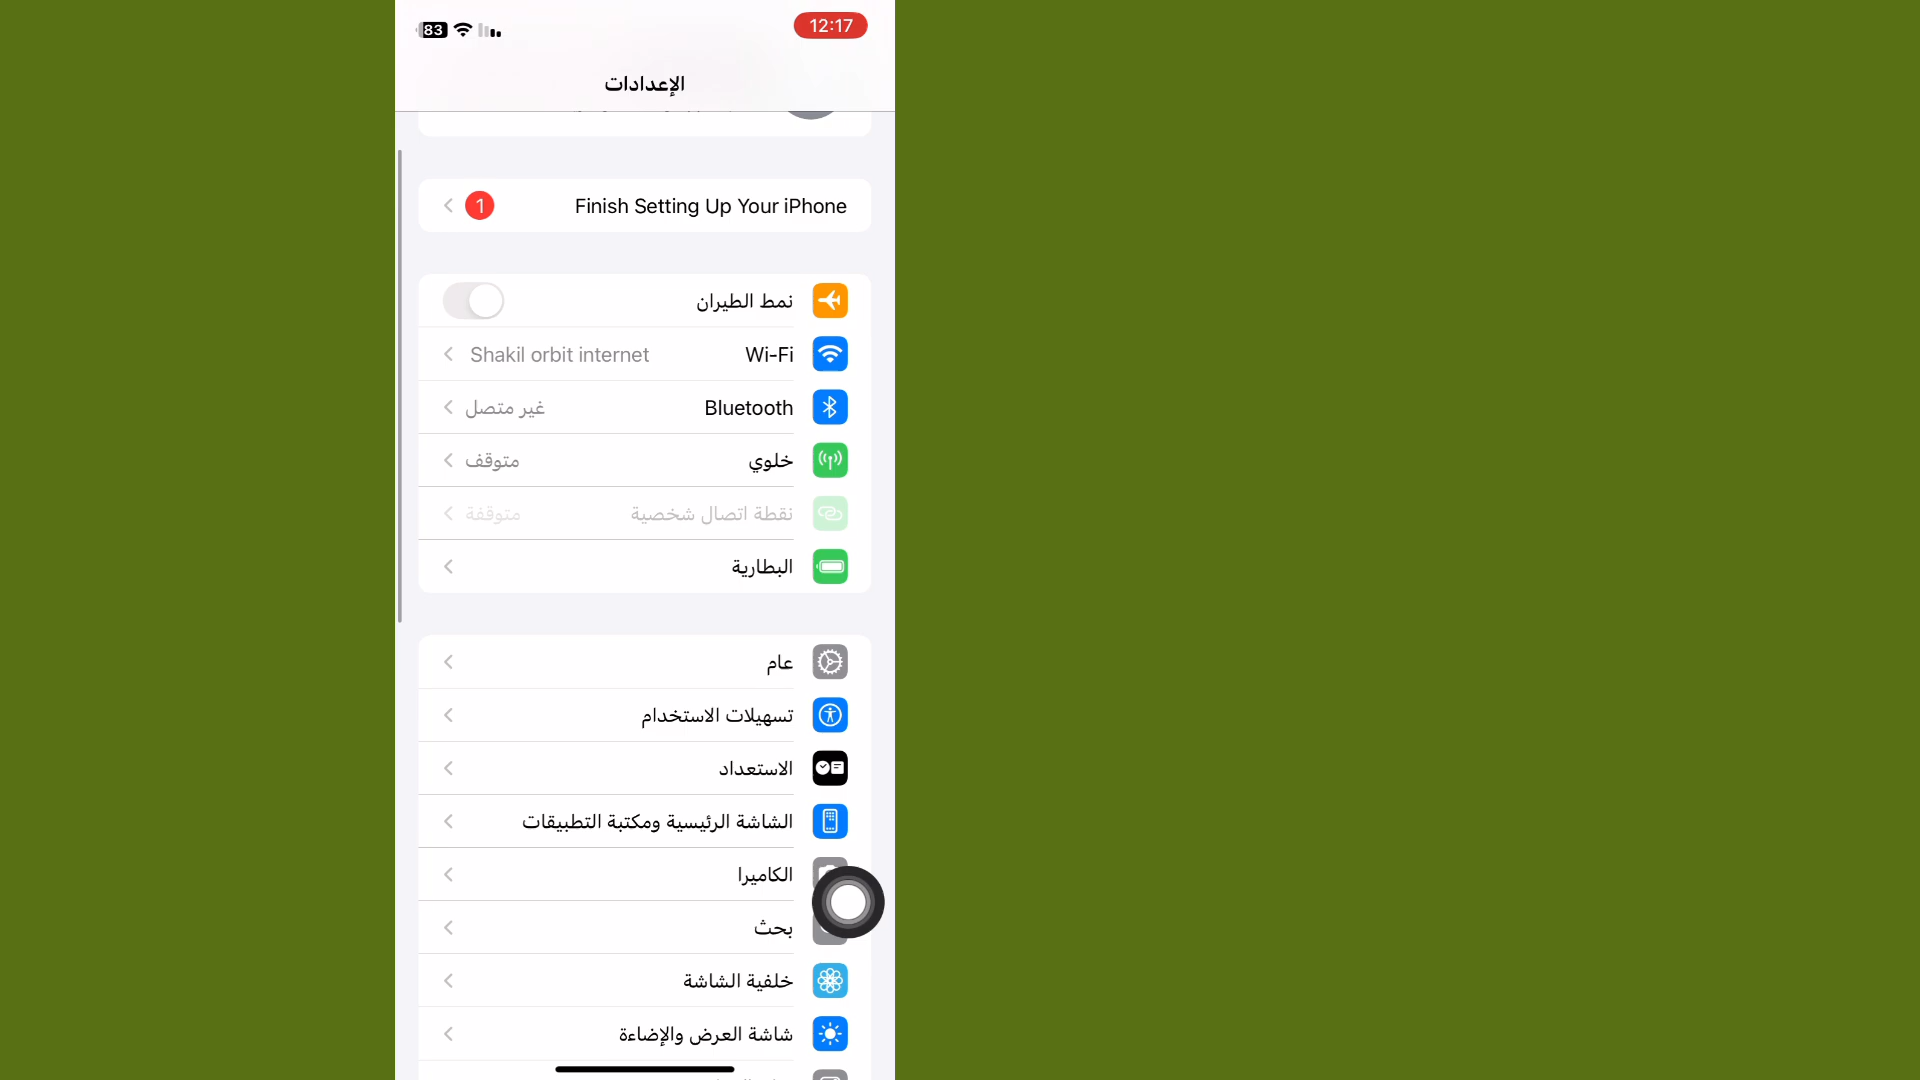 12:17
83
الإعدادات
Finish Setting Up Your iPhone 1
نمط الطيران
Wi-Fi Shakil orbit internet
Bluetooth غير متصل
خلوي متوقف
نقطة اتصال شخصية متوقفة
البطارية
عام
تسهيلات الاستخدام
الاستعداد
الشاشة الرئيسية ومكتبة التطبيقات
الكاميرا
بحث
خلفية الشاشة
شاشة العرض والإضاءة